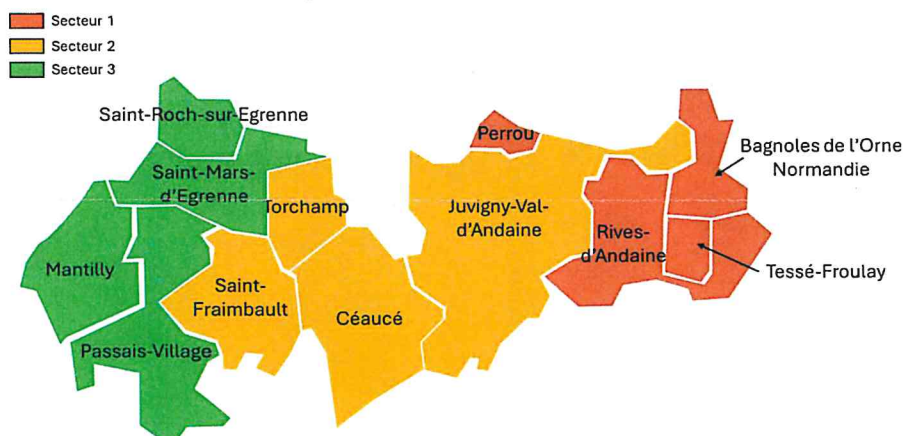 Secteur 1
Secteur 2
Secteur 3
Saint-Roch-sur-Egrenne
Perrou
Bagnoles de l'Orne
Normandie
Saint-Mars-
d'Egrenne
Torchamp
Juvigny-Val-
d'Andaine
Rives-
d'Andaine
Tessé-Froulay
Mantilly
Saint-
Fraimbault
Céaucé
Passais-Village